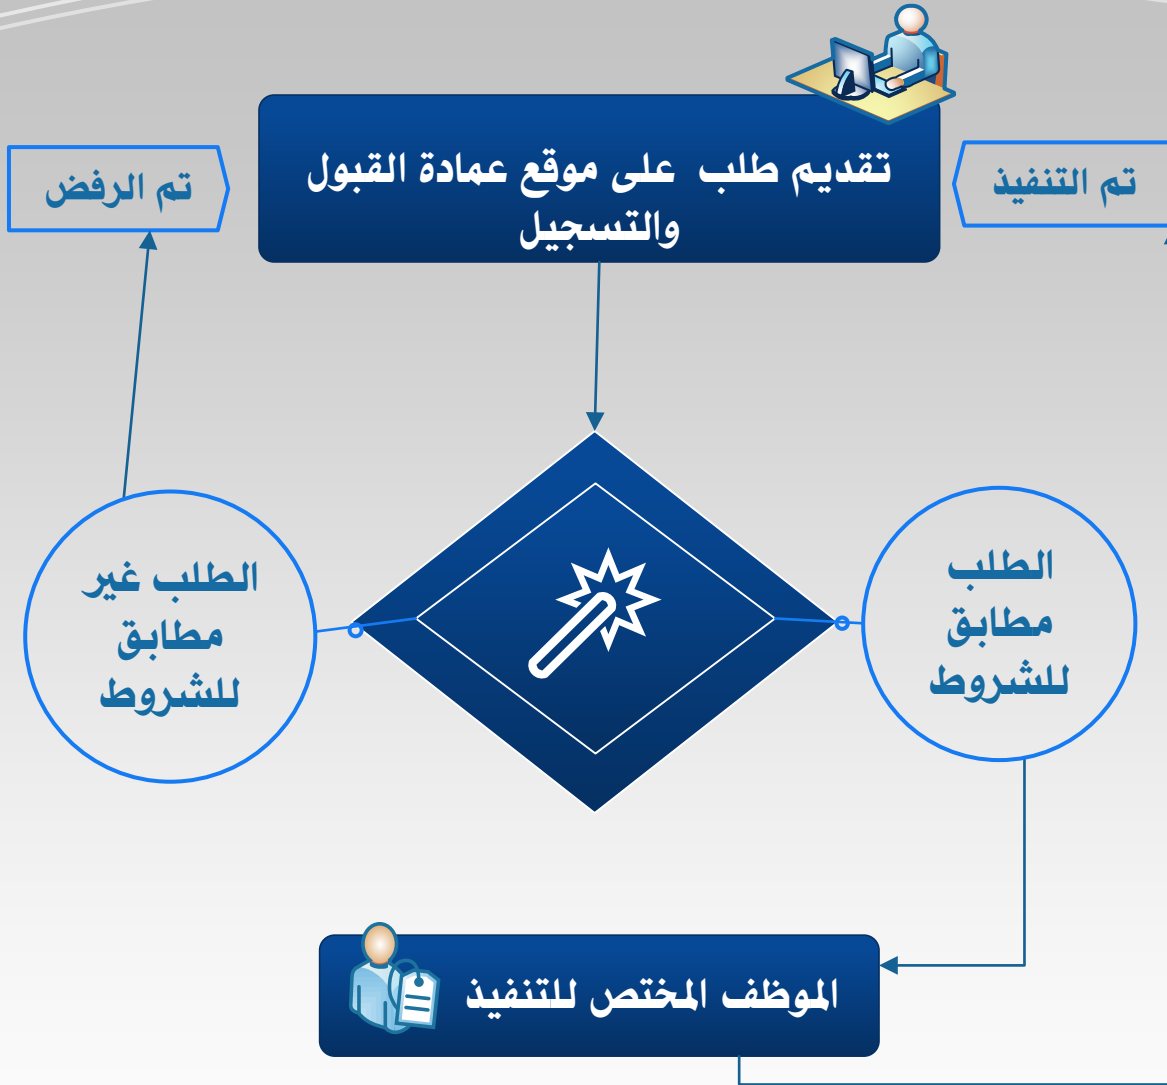 تقديم طلب على موقع عمادة القبول
والتسجيل
تم التنفيذ
تم الرفض
الطلب
مطابق
للشروط
الطلب غير
مطابق
للشروط
الموظف المختص للتنفيذ